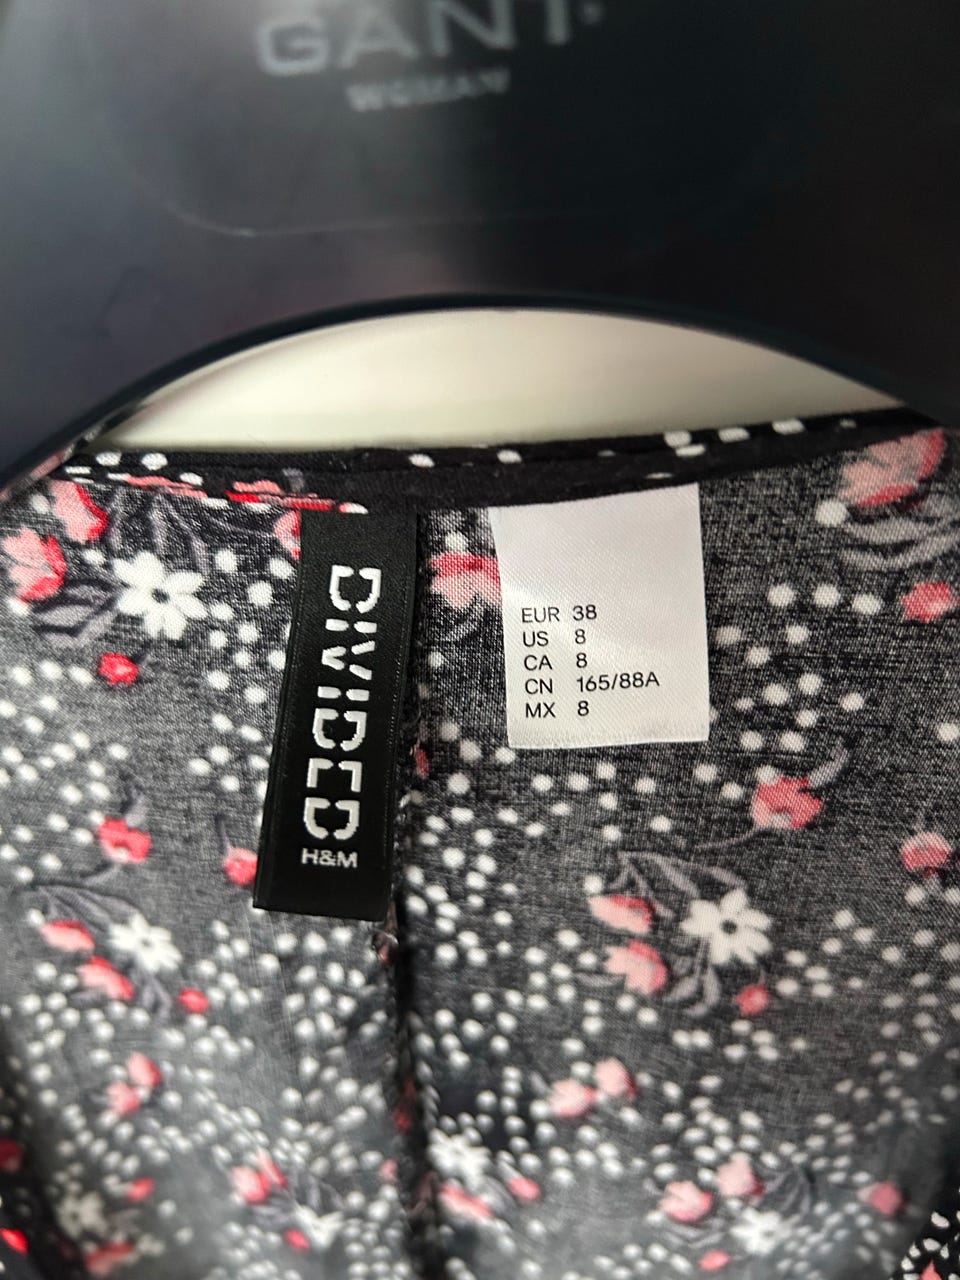 GANT
WOMAN
DIVIDED
H&M
EUR 38
US 8
CA 8
CN 165/88A
MX 8